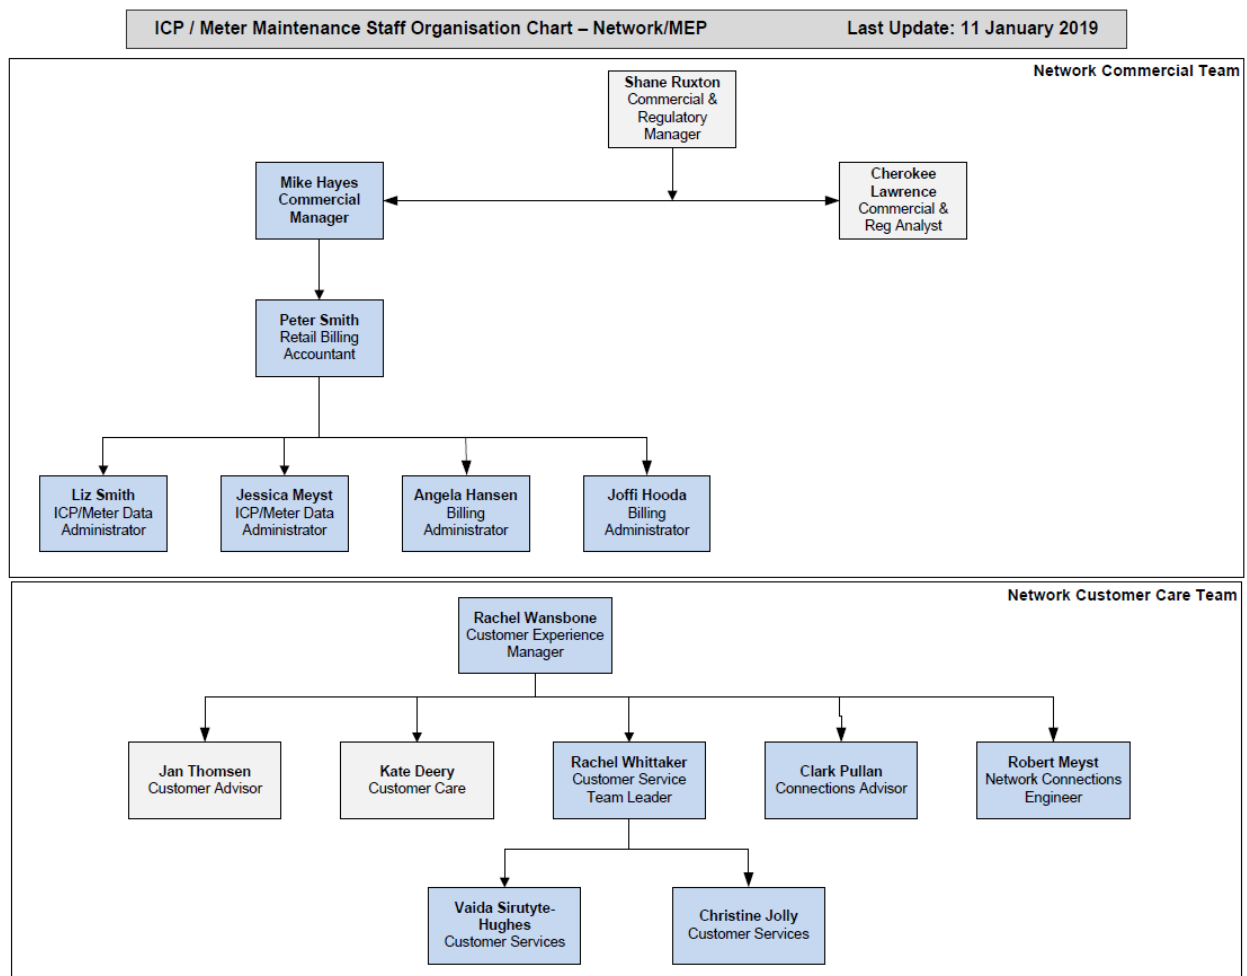 ICP / Meter Maintenance Staff Organisation Chart – Network/MEP Last Update: 11 January 2019
Network Commercial Team
Shane Ruxton
Commercial &
Regulatory
Manager
Mike Hayes
Commercial
Manager
Cherokee
Lawrence
Commercial &
Reg Analyst
Peter Smith
Retail Billing
Accountant
Liz Smith
ICP/Meter Data
Administrator
Jessica Meyst
ICP/Meter Data
Administrator
Angela Hansen
Billing
Administrator
Joffi Hooda
Billing
Administrator
Network Customer Care Team
Rachel Wansbone
Customer Experience
Manager
Jan Thomsen
Customer Advisor
Kate Deery
Customer Care
Rachel Whittaker
Customer Service
Team Leader
Clark Pullan
Connections Advisor
Robert Meyst
Network Connections
Engineer
Vaida Sirutyte-
Hughes
Customer Services
Christine Jolly
Customer Services